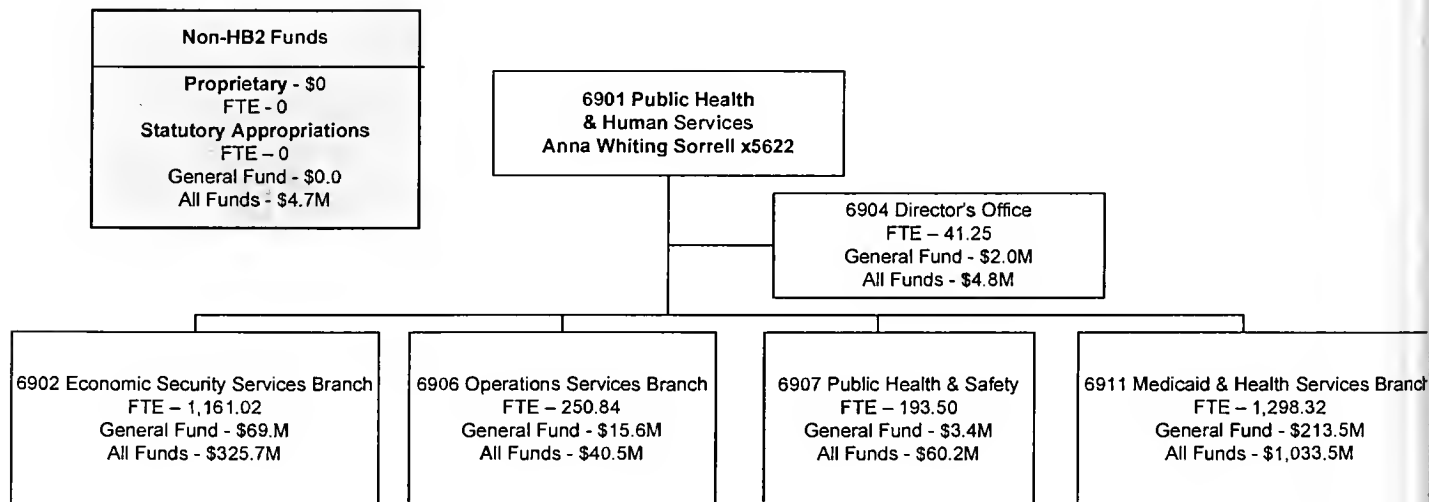 Non-HB2 Funds
Proprietary - $0
FTE - 0
Statutory Appropriations
FTE – 0
General Fund - $0.0
All Funds - $4.7M
6901 Public Health
& Human Services
Anna Whiting Sorrell x5622
6904 Director's Office
FTE – 41.25
General Fund - $2.0M
All Funds - $4.8M
6902 Economic Security Services Branch
FTE – 1,161.02
General Fund - $69.M
All Funds - $325.7M
6906 Operations Services Branch
FTE – 250.84
General Fund - $15.6M
All Funds - $40.5M
6907 Public Health & Safety
FTE – 193.50
General Fund - $3.4M
All Funds - $60.2M
6911 Medicaid & Health Services Branch
FTE – 1,298.32
General Fund - $213.5M
All Funds - $1,033.5M